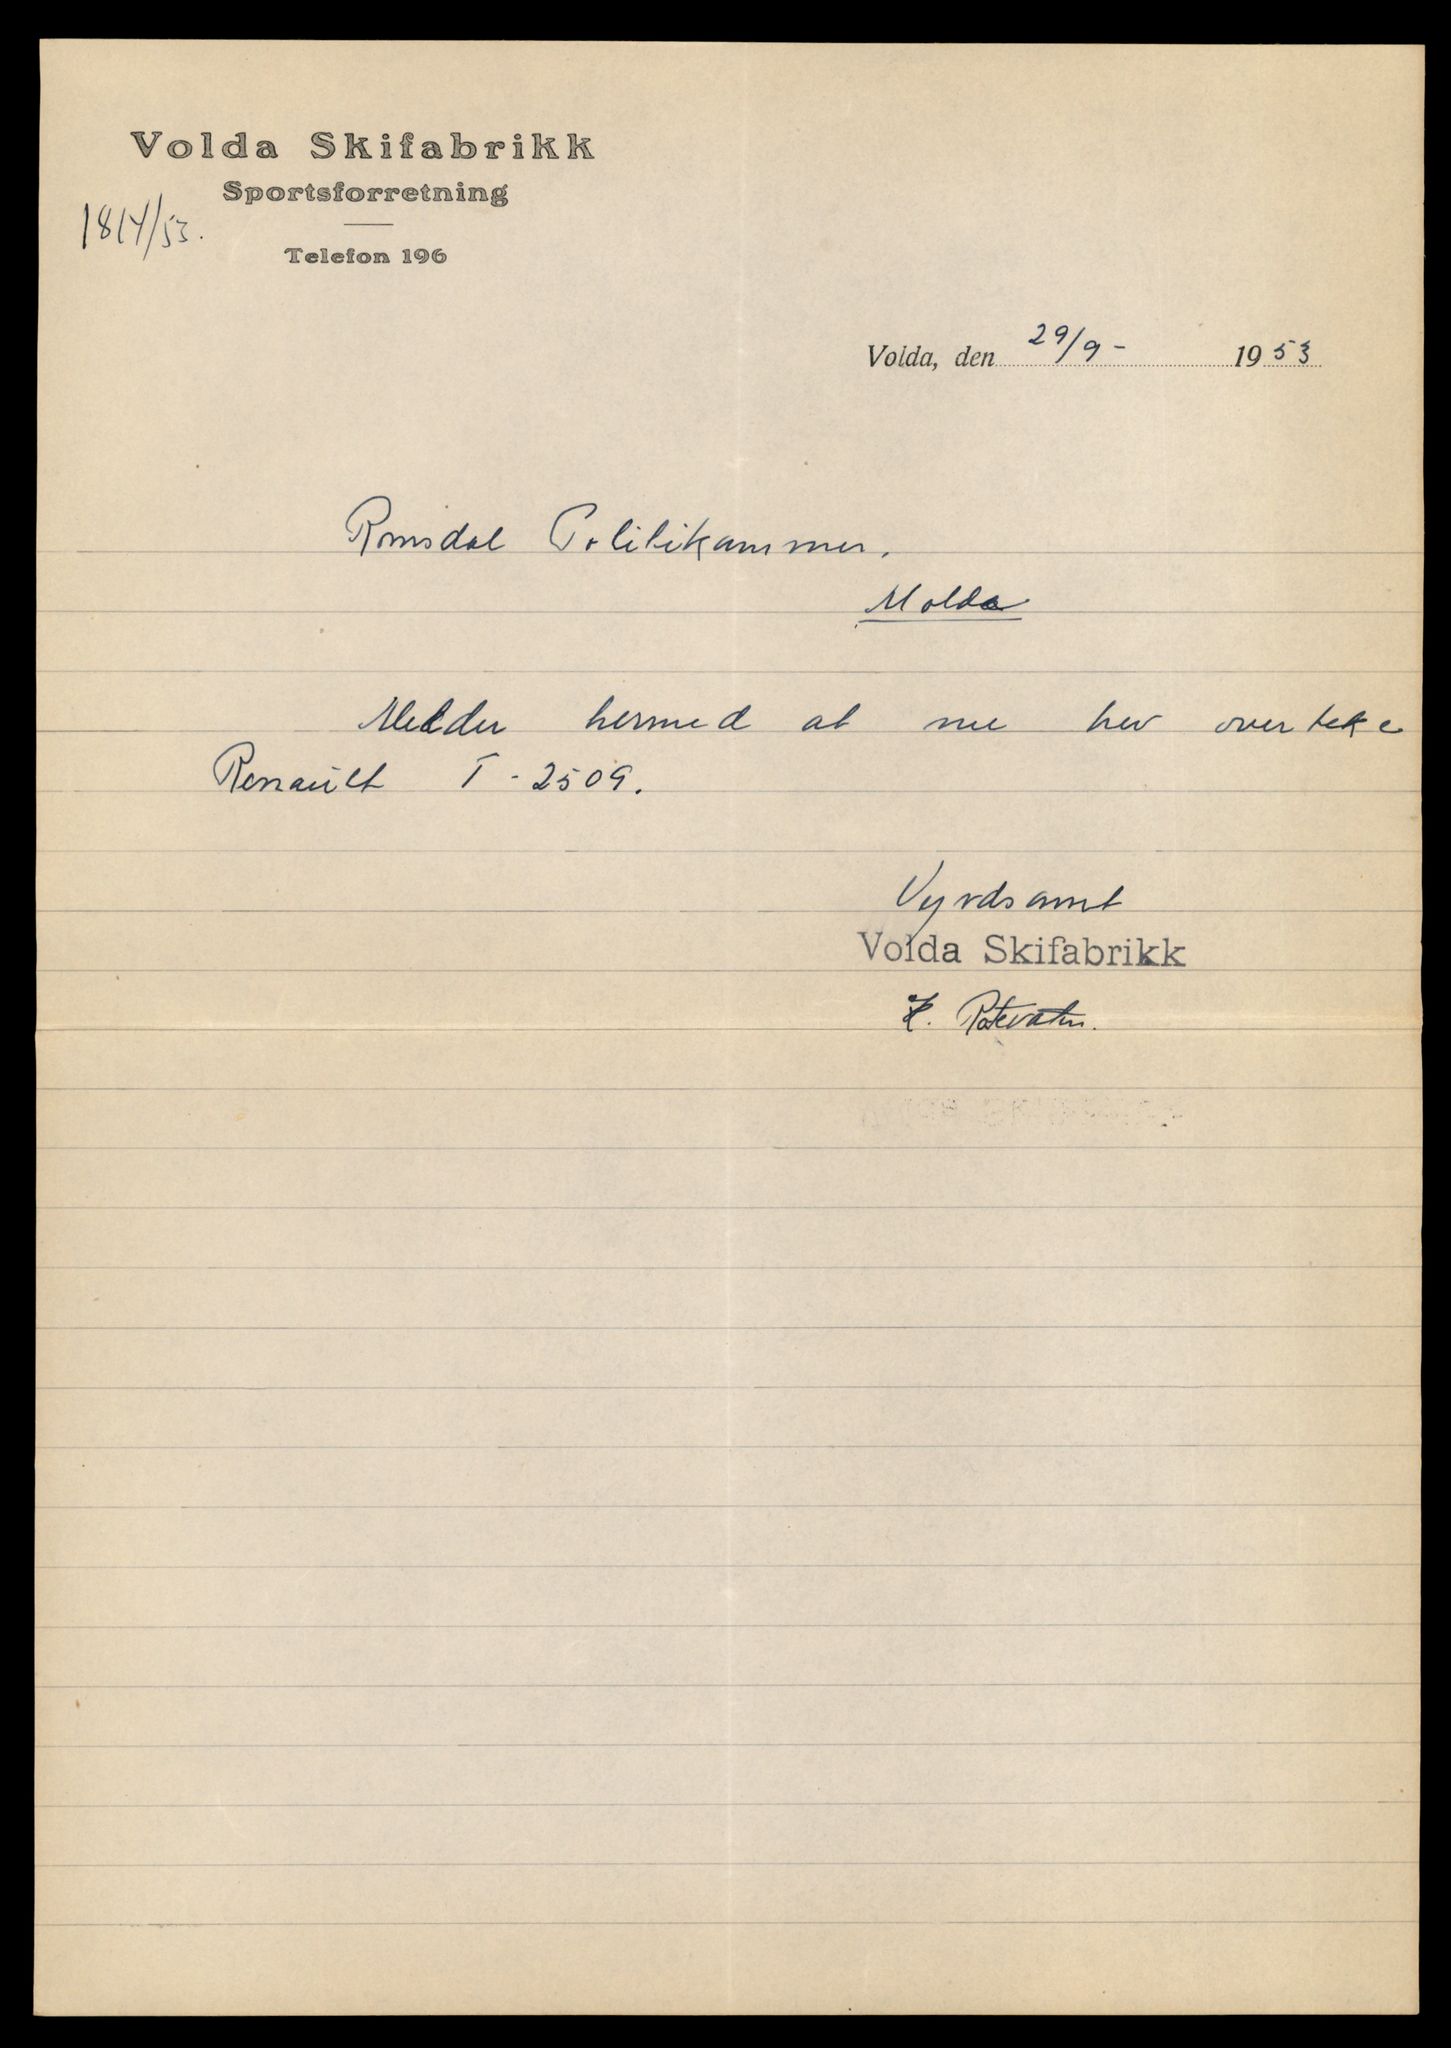 Volda Skifabrikk
Sportsforretning
1814/53.
Telefon 196
Volda, den 29/9- 1953
Romsdal Politikammer.
Molde
Melder hermed at me hev overteke
Renault T-2509.
Vyrdsamt
Volda Skifabrikk